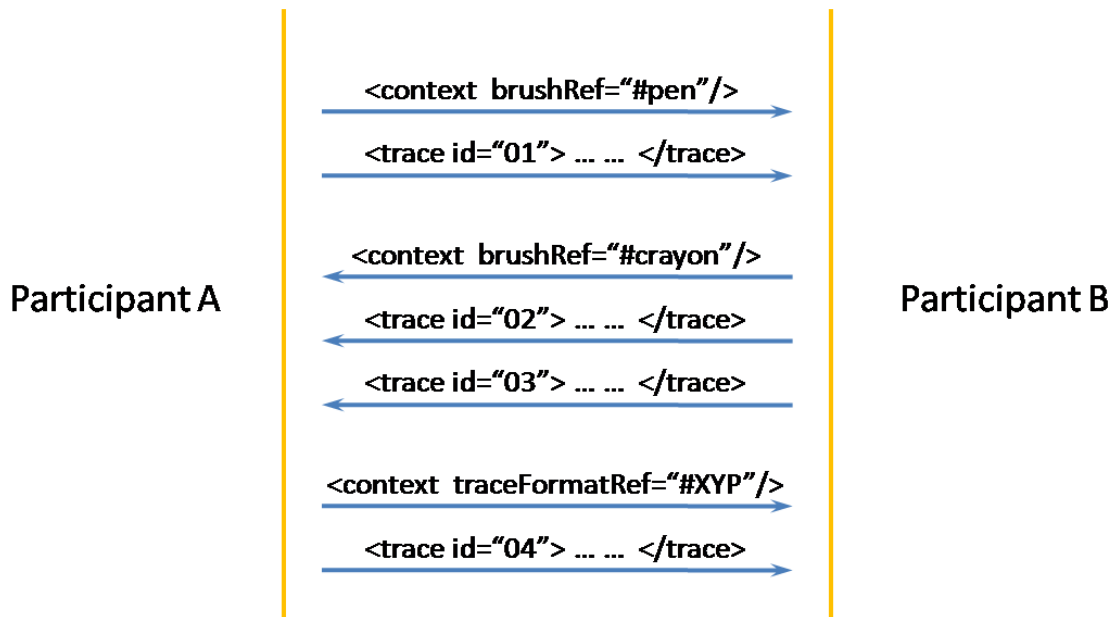 <context brushRef=“#pen”/>
<trace id=“01”> ... ... </trace>
<context brushRef=“#crayon”/>
Participant A
Participant B
<trace id=“02”> ... ... </trace>
<trace id=“03”> ... ... </trace>
<context traceFormatRef=“#XYP”/>
<trace id=“04”> ... ... </trace>